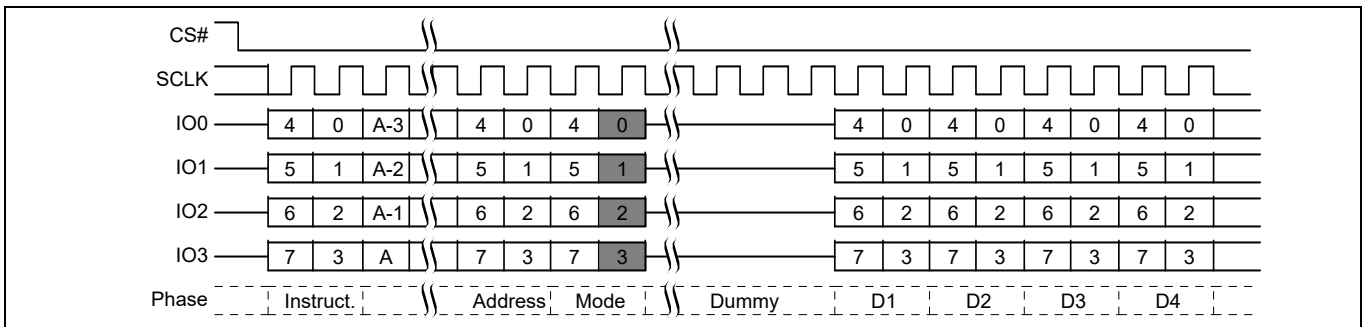 CS#
SCLK
IO0 4 0 A-3 4 0 4 0 4 0 4 0 4 0 4 0
IO1 5 1 A-2 5 1 5 1 5 1 5 1 5 1 5 1
IO2 6 2 A-1 6 2 6 2 6 2 6 2 6 2 6 2
IO3 7 3 A 7 3 7 3 7 3 7 3 7 3 7 3
Phase Instruct. Address Mode Dummy D1 D2 D3 D4